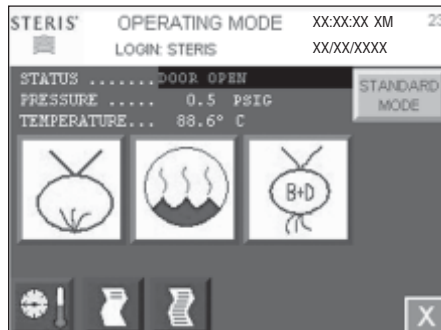 STERIS® OPERATING MODE XX:XX:XX XM 23
LOGIN: STERIS XX/XX/XXXX
STATUS .......DOOR OPEN
PRESSURE ..... 0.5 PSIG
TEMPERATURE... 88.6° C
STANDARD
MODE
B+D
X